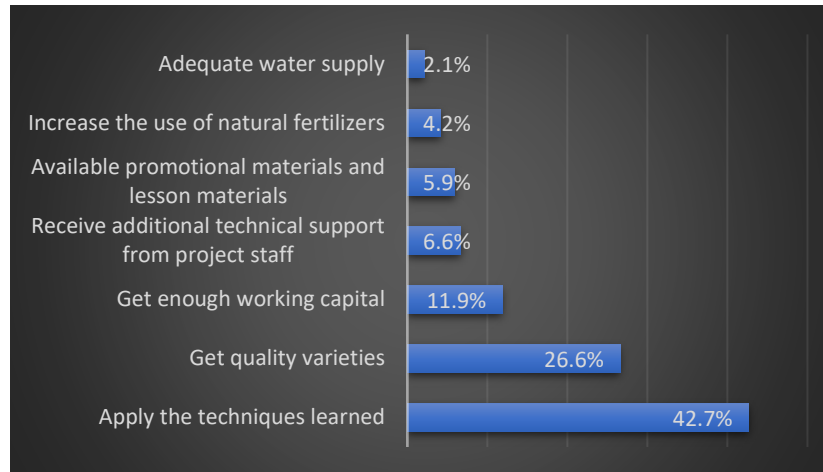 Adequate water supply
2.1%
Increase the use of natural fertilizers
4.2%
Available promotional materials and
lesson materials
5.9%
Receive additional technical support
from project staff
6.6%
Get enough working capital
11.9%
Get quality varieties
26.6%
Apply the techniques learned
42.7%